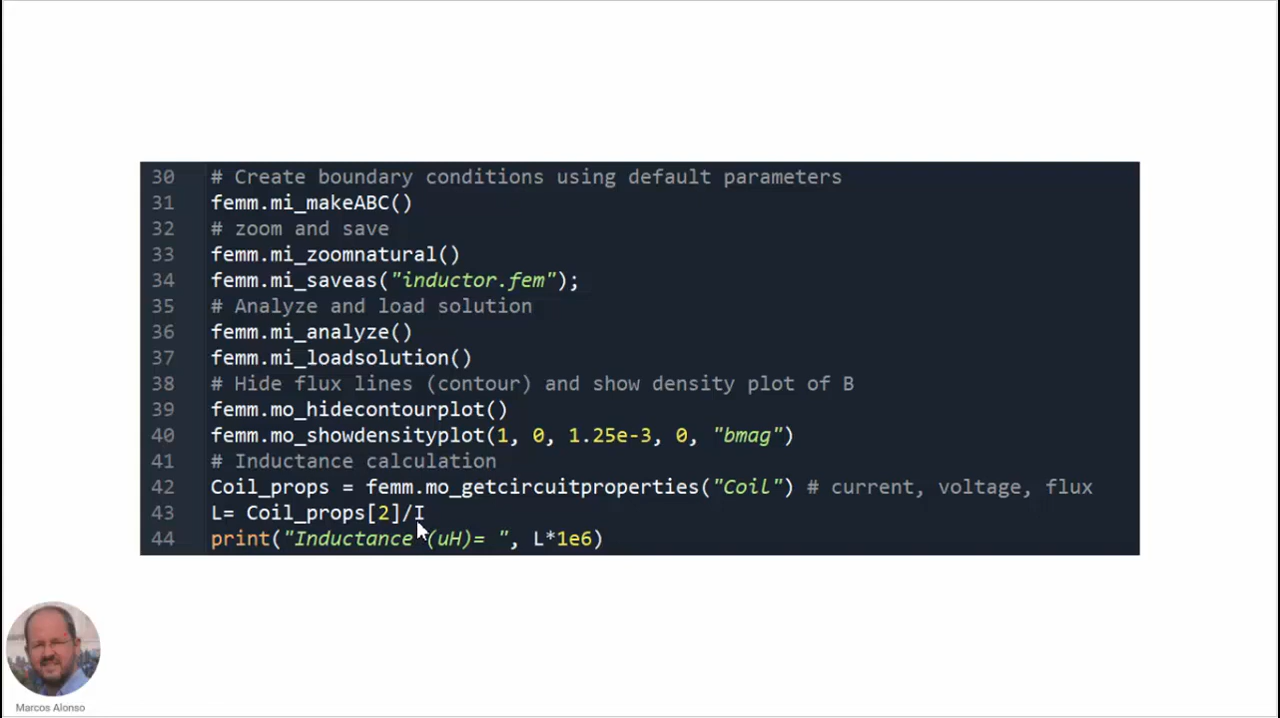 30 # Create boundary conditions using default parameters
31 femm.mi_makeABC()
32 # zoom and save
33 femm.mi_zoomnatural()
34 femm.mi_saveas("inductor.fem");
35 # Analyze and load solution
36 femm.mi_analyze()
37 femm.mi_loadsolution()
38 # Hide flux lines (contour) and show density plot of B
39 femm.mo_hidecontourplot()
40 femm.mo_showdensityplot(1, 0, 1.25e-3, 0, "bmag")
41 # Inductance calculation
42 Coil_props = femm.mo_getcircuitproperties("Coil") # current, voltage, flux
43 L= Coil_props[2]/I
44 print("Inductance (uH)= ", L*1e6)
Marcos Alonso